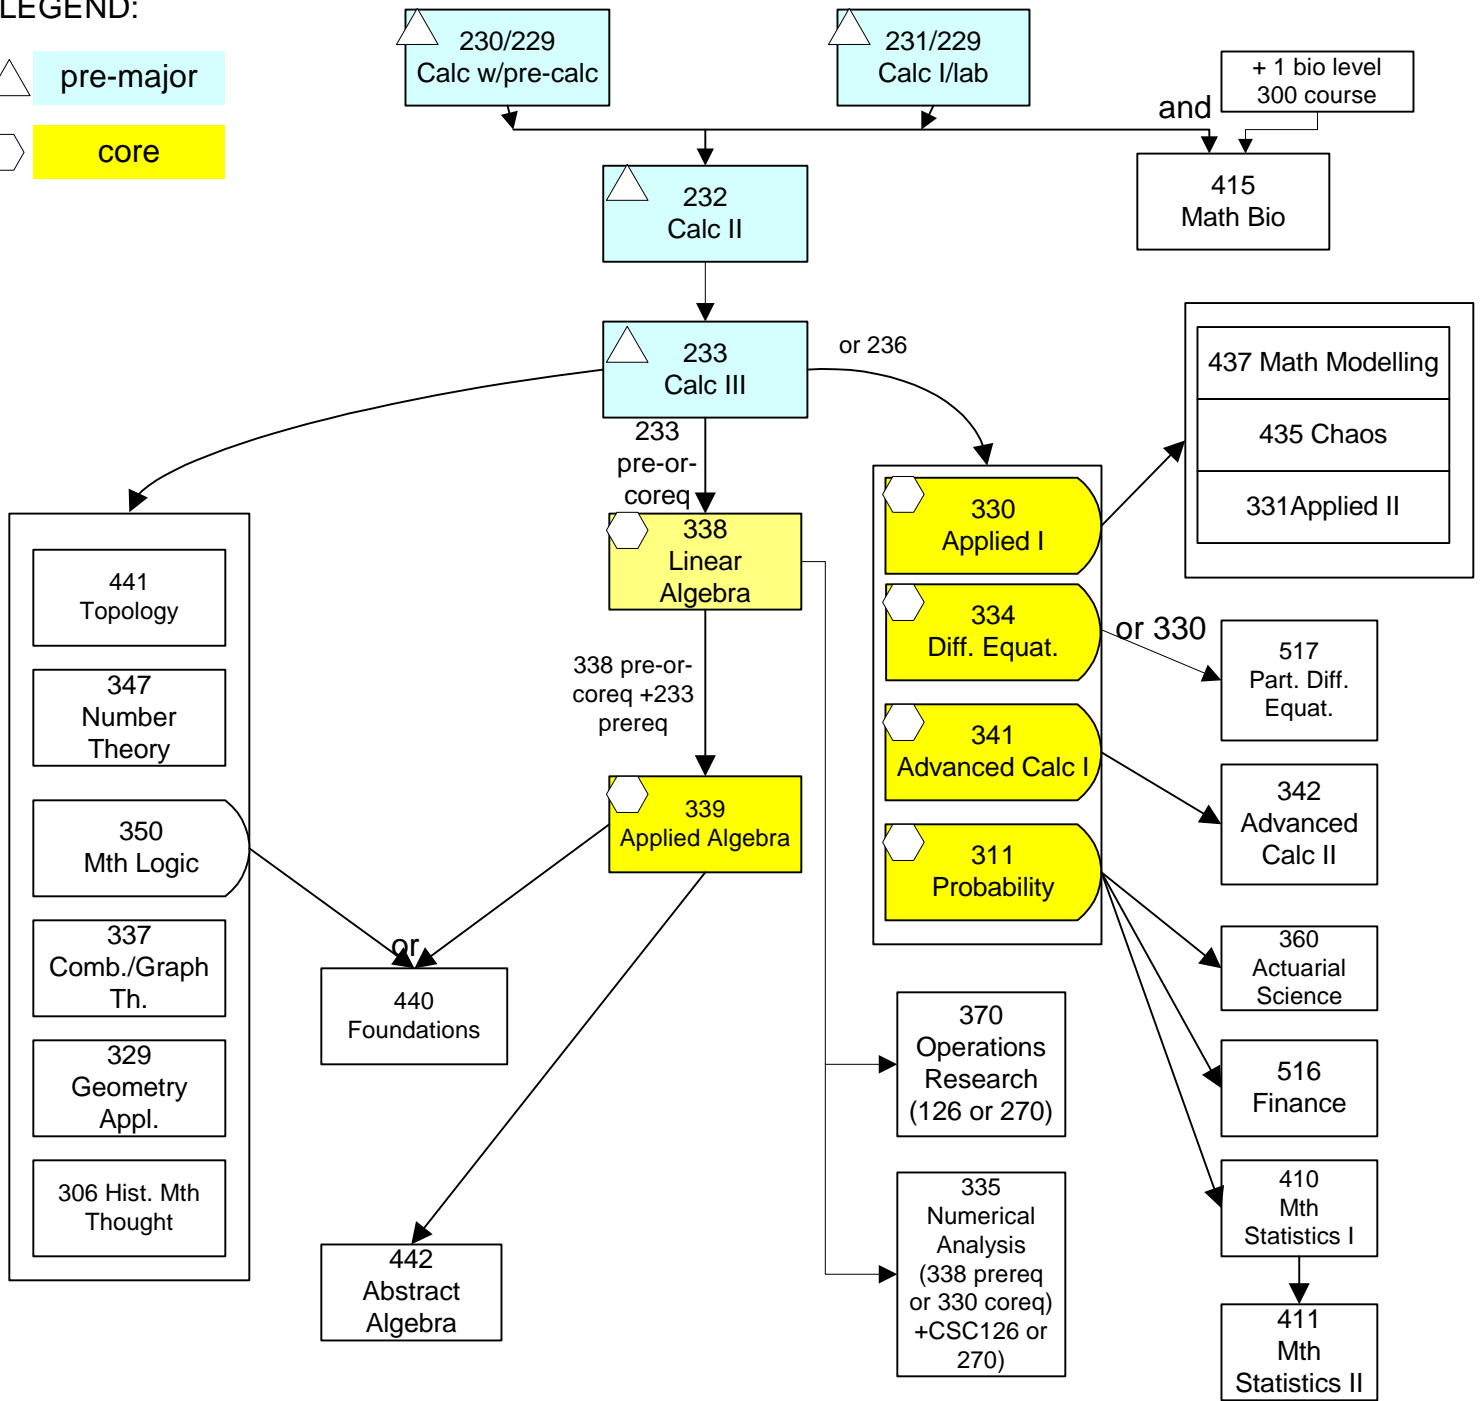 LEGEND:
pre-major
core
230/229
Calc w/pre-calc
231/229
Calc I/lab
+ 1 bio level
300 course
and
415
Math Bio
232
Calc II
233
Calc III
or 236
437 Math Modelling
435 Chaos
331Applied II
233
pre-or-
coreq
338
Linear
Algebra
338 pre-or-
coreq +233
prereq
339
Applied Algebra
441
Topology
347
Number
Theory
350
Mth Logic
337
Comb./Graph
Th.
329
Geometry
Appl.
306 Hist. Mth
Thought
or
440
Foundations
442
Abstract
Algebra
330
Applied I
334
Diff. Equat.
341
Advanced Calc I
311
Probability
or 330
517
Part. Diff.
Equat.
342
Advanced
Calc II
360
Actuarial
Science
516
Finance
410
Mth
Statistics I
411
Mth
Statistics II
370
Operations
Research
(126 or 270)
335
Numerical
Analysis
(338 prereq
or 330 coreq)
+CSC126 or
270)